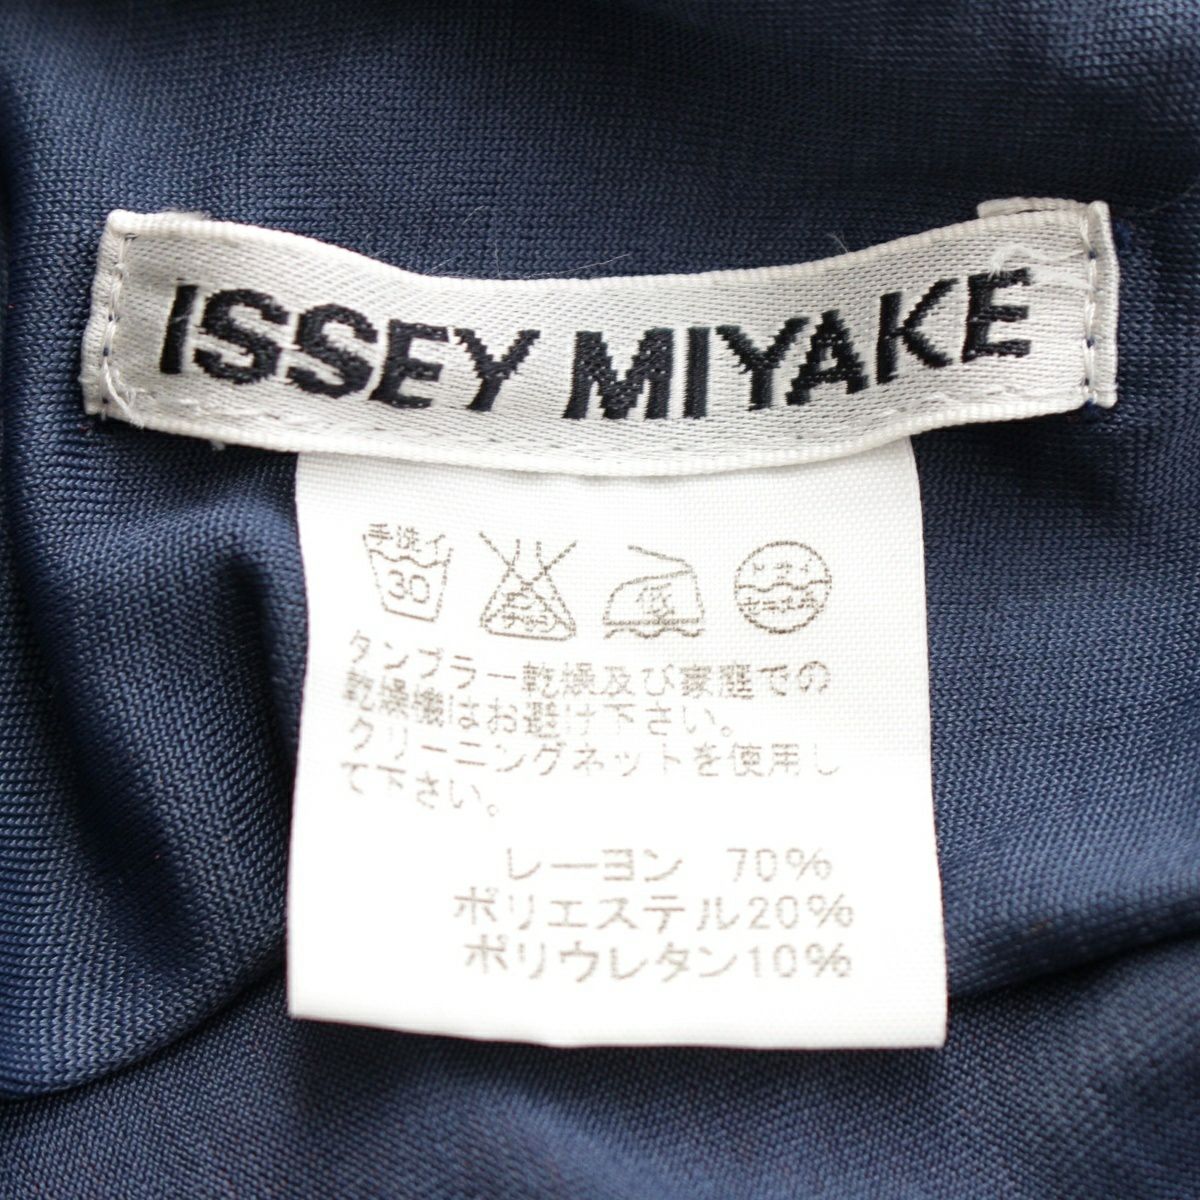 ISSEY MIYAKE
手洗イ
30
タンブラー乾燥及び家庭での
乾燥機はお避け下さい。
クリーニングネットを使用し
て下さい。
レーヨン 70%
ポリエステル20%
ポリウレタン10%